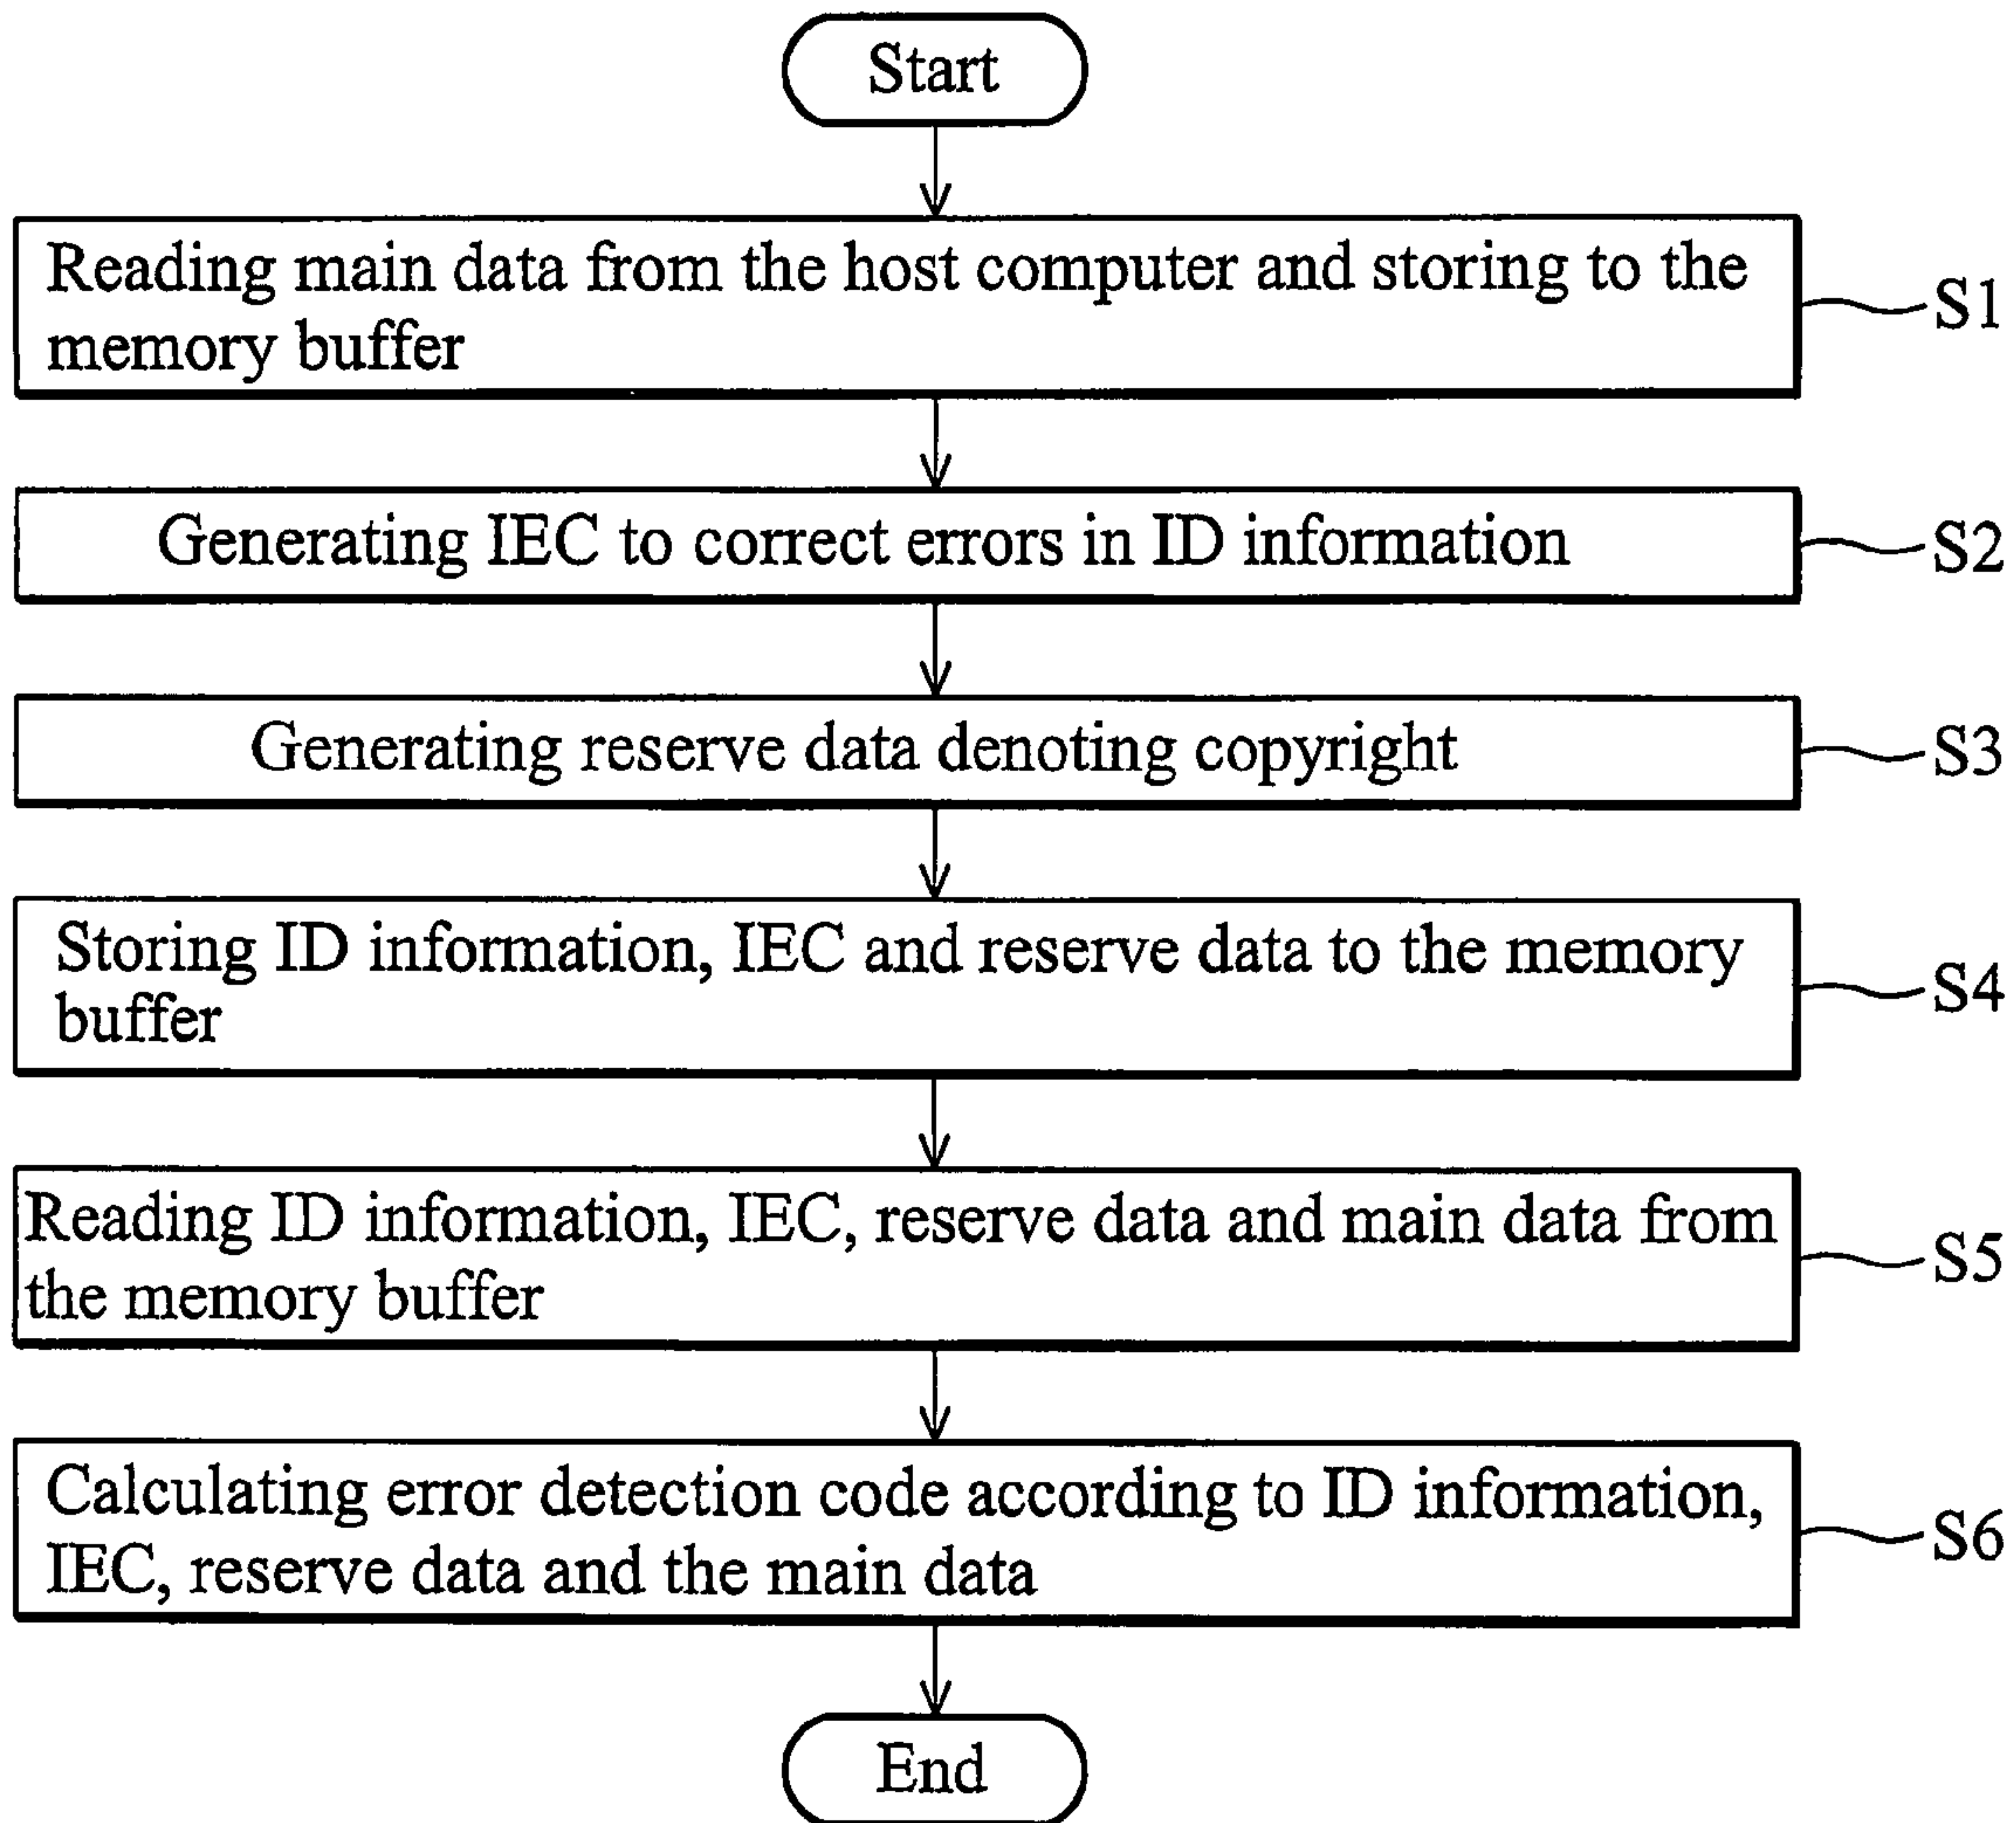 Start
Reading main data from the host computer and storing to the
memory buffer
S1
Generating IEC to correct errors in ID information
S2
Generating reserve data denoting copyright
S3
Storing ID information, IEC and reserve data to the memory
buffer
S4
Reading ID information, IEC, reserve data and main data from
the memory buffer
S5
Calculating error detection code according to ID information,
IEC, reserve data and the main data
S6
End